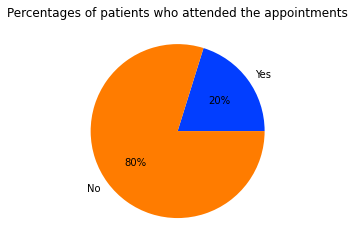 Percentages of patients who attended the appointments
Yes
20%
80%
No